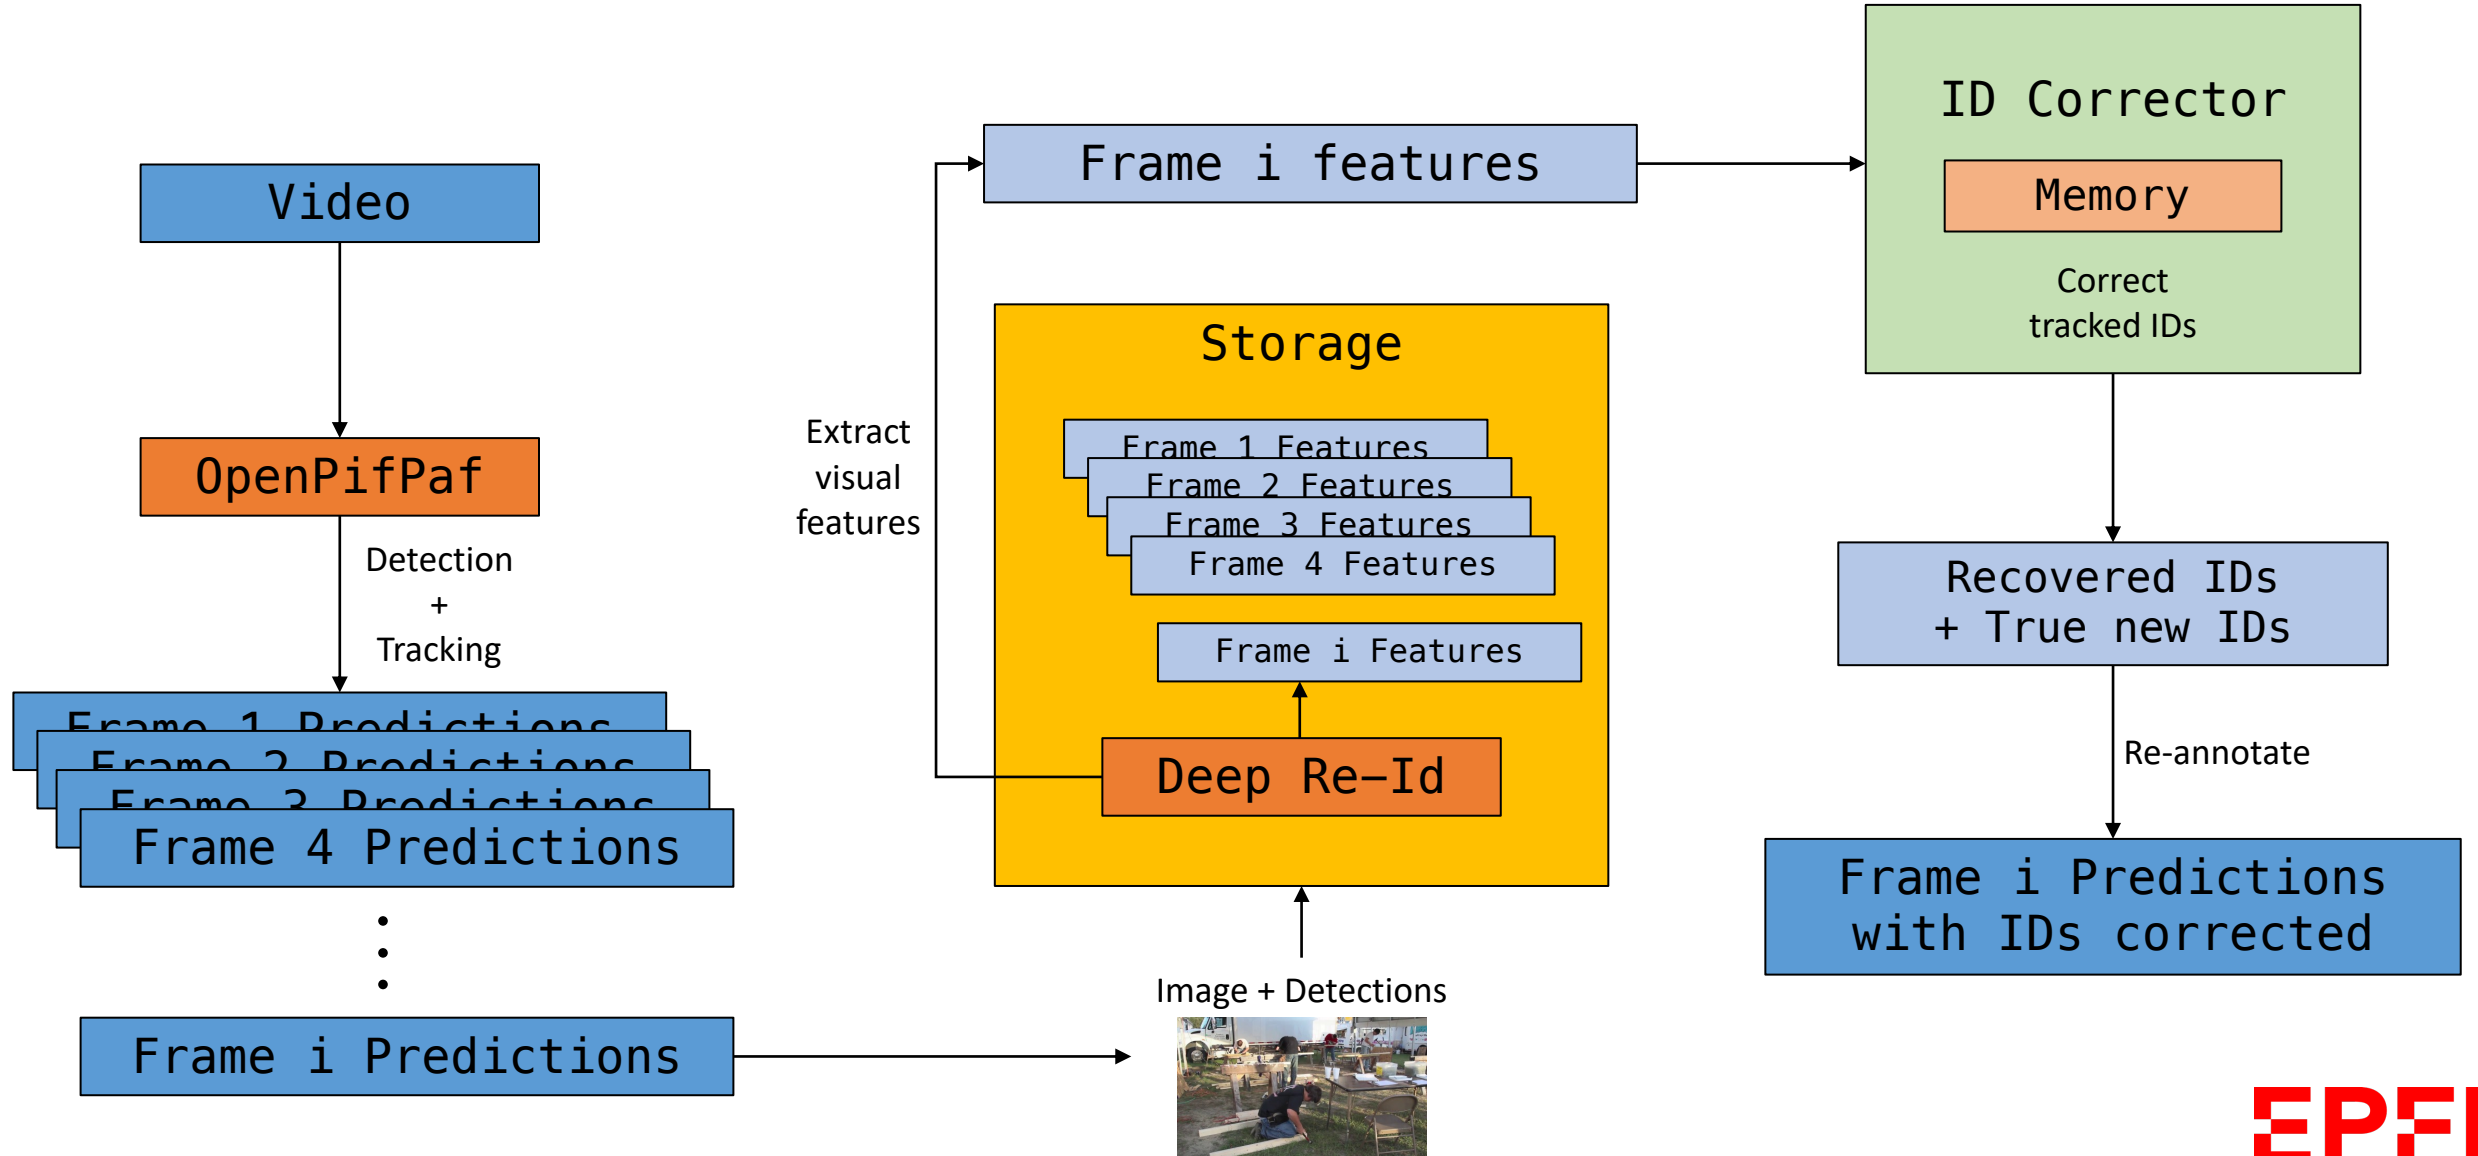 Video
OpenPifPaf
Detection
+
Tracking
Frame 1 Predictions
Frame 2 Predictions
Frame 3 Predictions
Frame 4 Predictions
Frame i Predictions
Extract
visual
features
Frame i features
Storage
Frame 1 Features
Frame 2 Features
Frame 3 Features
Frame 4 Features
Frame i Features
Deep Re–Id
Image + Detections
ID Corrector
Memory
Correct
tracked IDs
Recovered IDs
+ True new IDs
Re-annotate
Frame i Predictions
with IDs corrected
EPFL